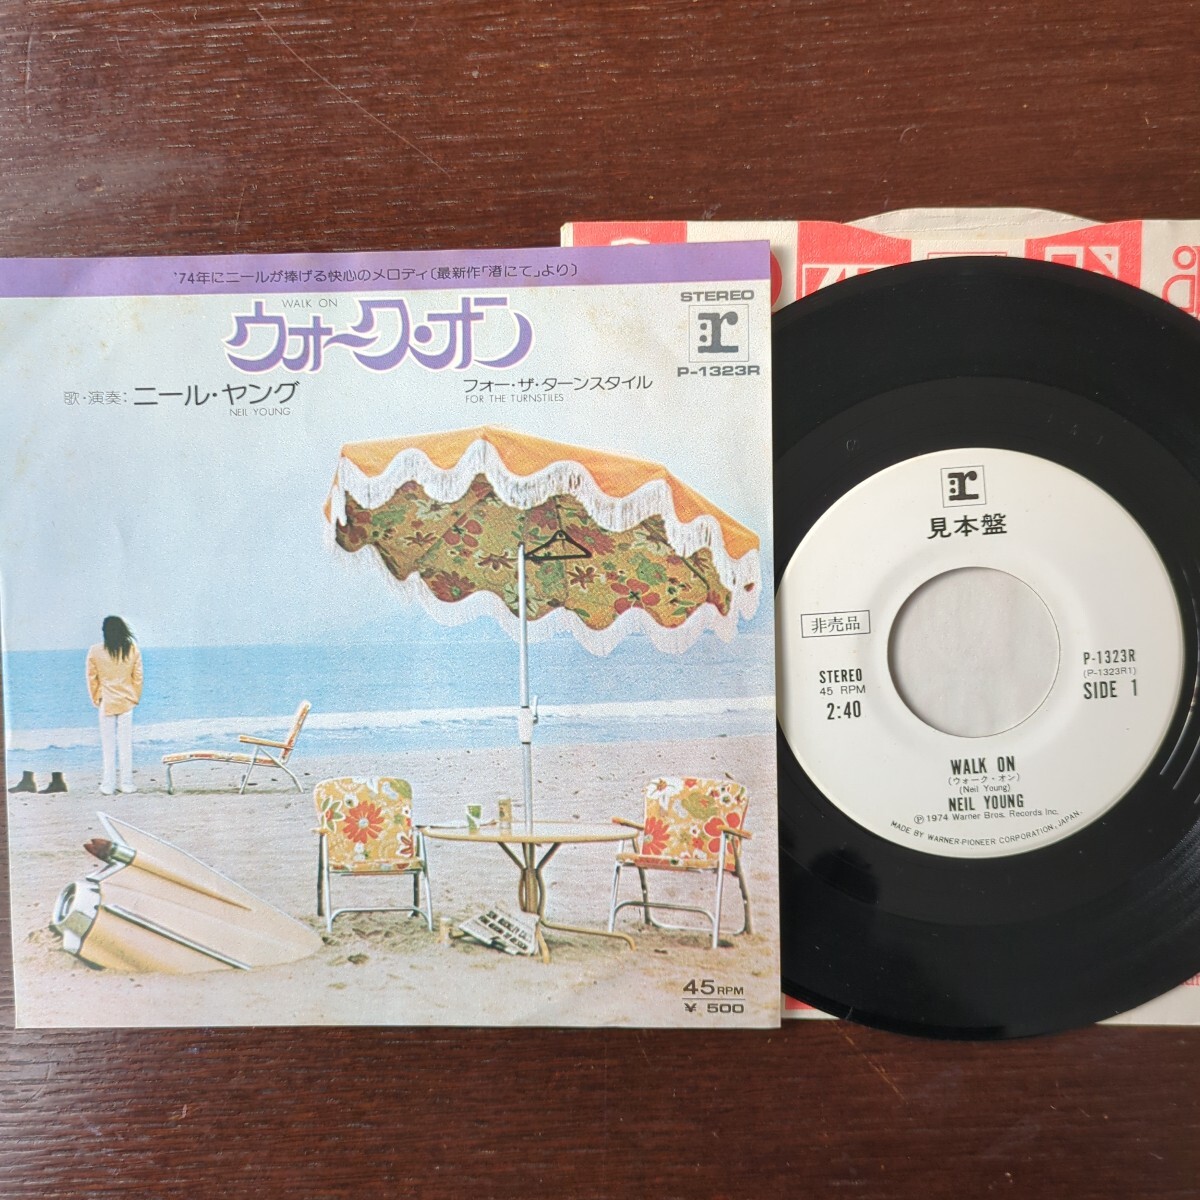 '74年にニールが捧げる快心のメロディ(最新作「渚にて」より)
WALK ON
ウォーク・オン
STEREO
r
P-1323R
歌・演奏:ニール・ヤング
NEIL YOUNG
フォー・ザ・ターンスタイル
FOR THE TURNSTILES
45RPM
¥ 500
r
見本盤
非売品
STEREO
45 RPM
2:40
P-1323R
(P-1323R1)
SIDE 1
WALK ON
(ウォーク・オン)
(Neil Young)
NEIL YOUNG
Ⓟ1974 Warner Bros. Records Inc.
MADE BY WARNER-PIONEER CORPORATION, JAPAN.